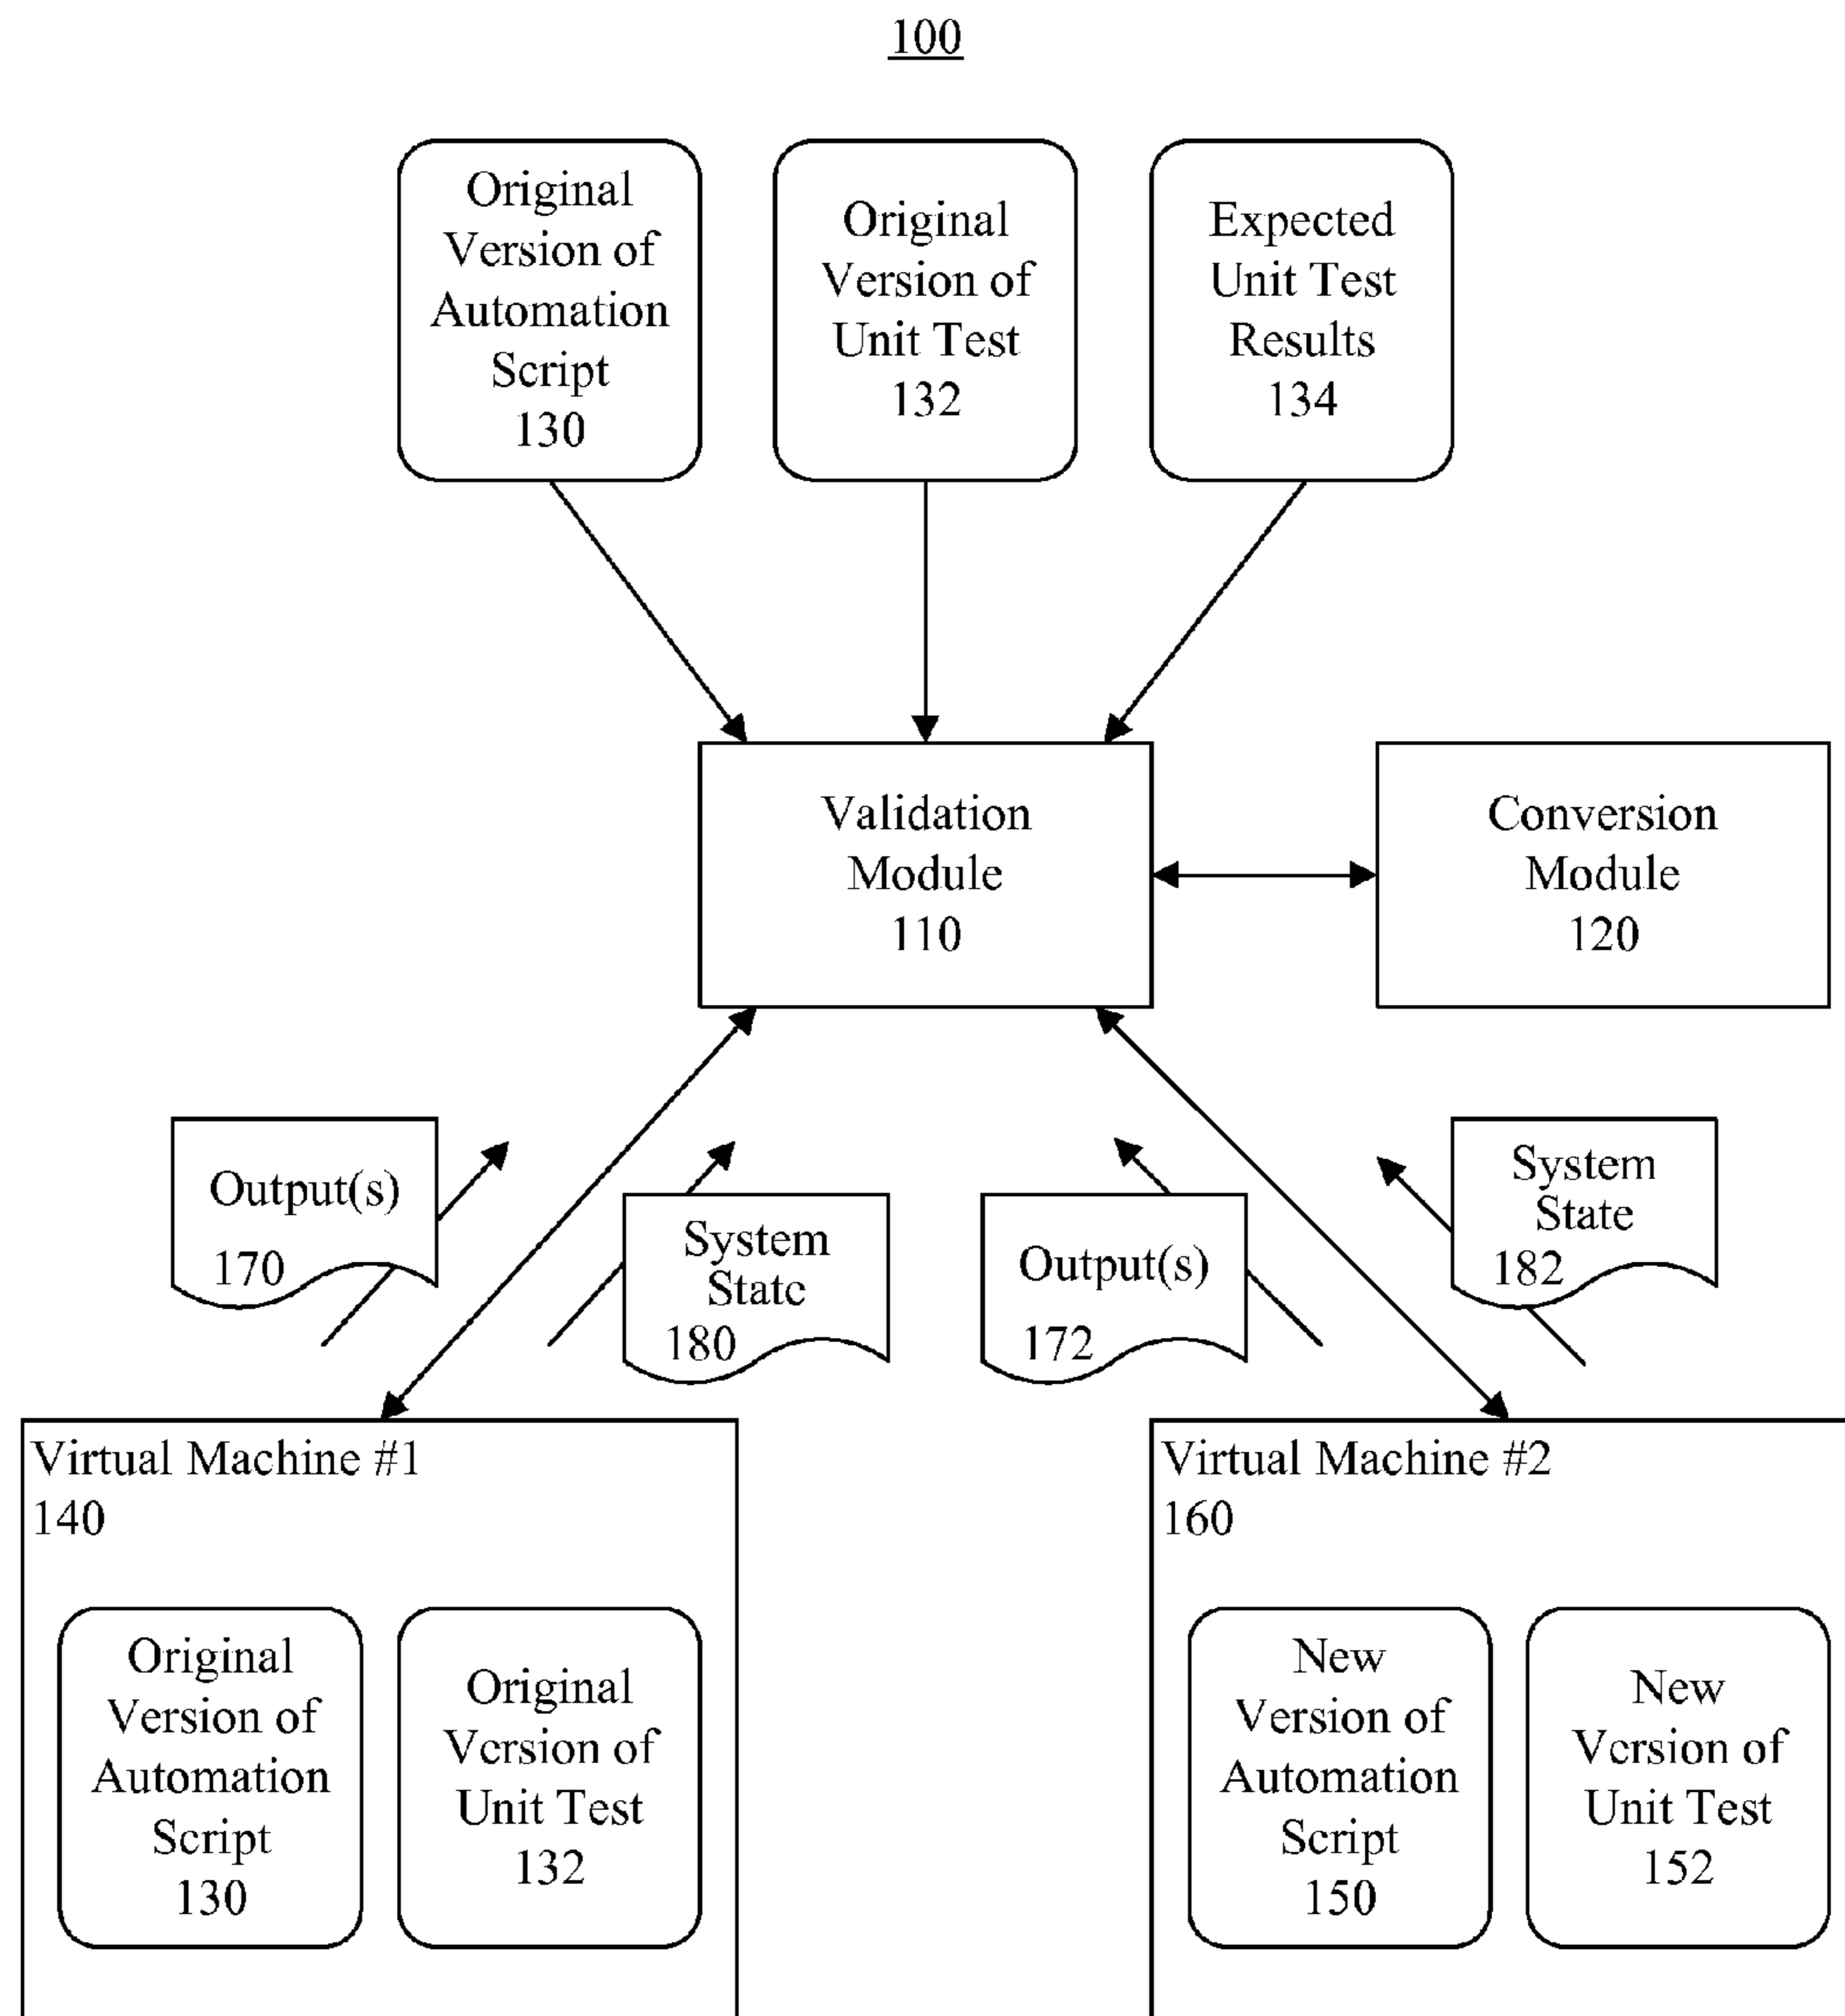 100
Original
Version of
Automation
Script
130
Original
Version of
Unit Test
132
Expected
Unit Test
Results
134
Validation
Module
110
Conversion
Module
120
Output(s)
170
System
State
180
Output(s)
172
System
State
182
Virtual Machine #1
140
Original
Version of
Automation
Script
130
Original
Version of
Unit Test
132
Virtual Machine #2
160
New
Version of
Automation
Script
150
New
Version of
Unit Test
152